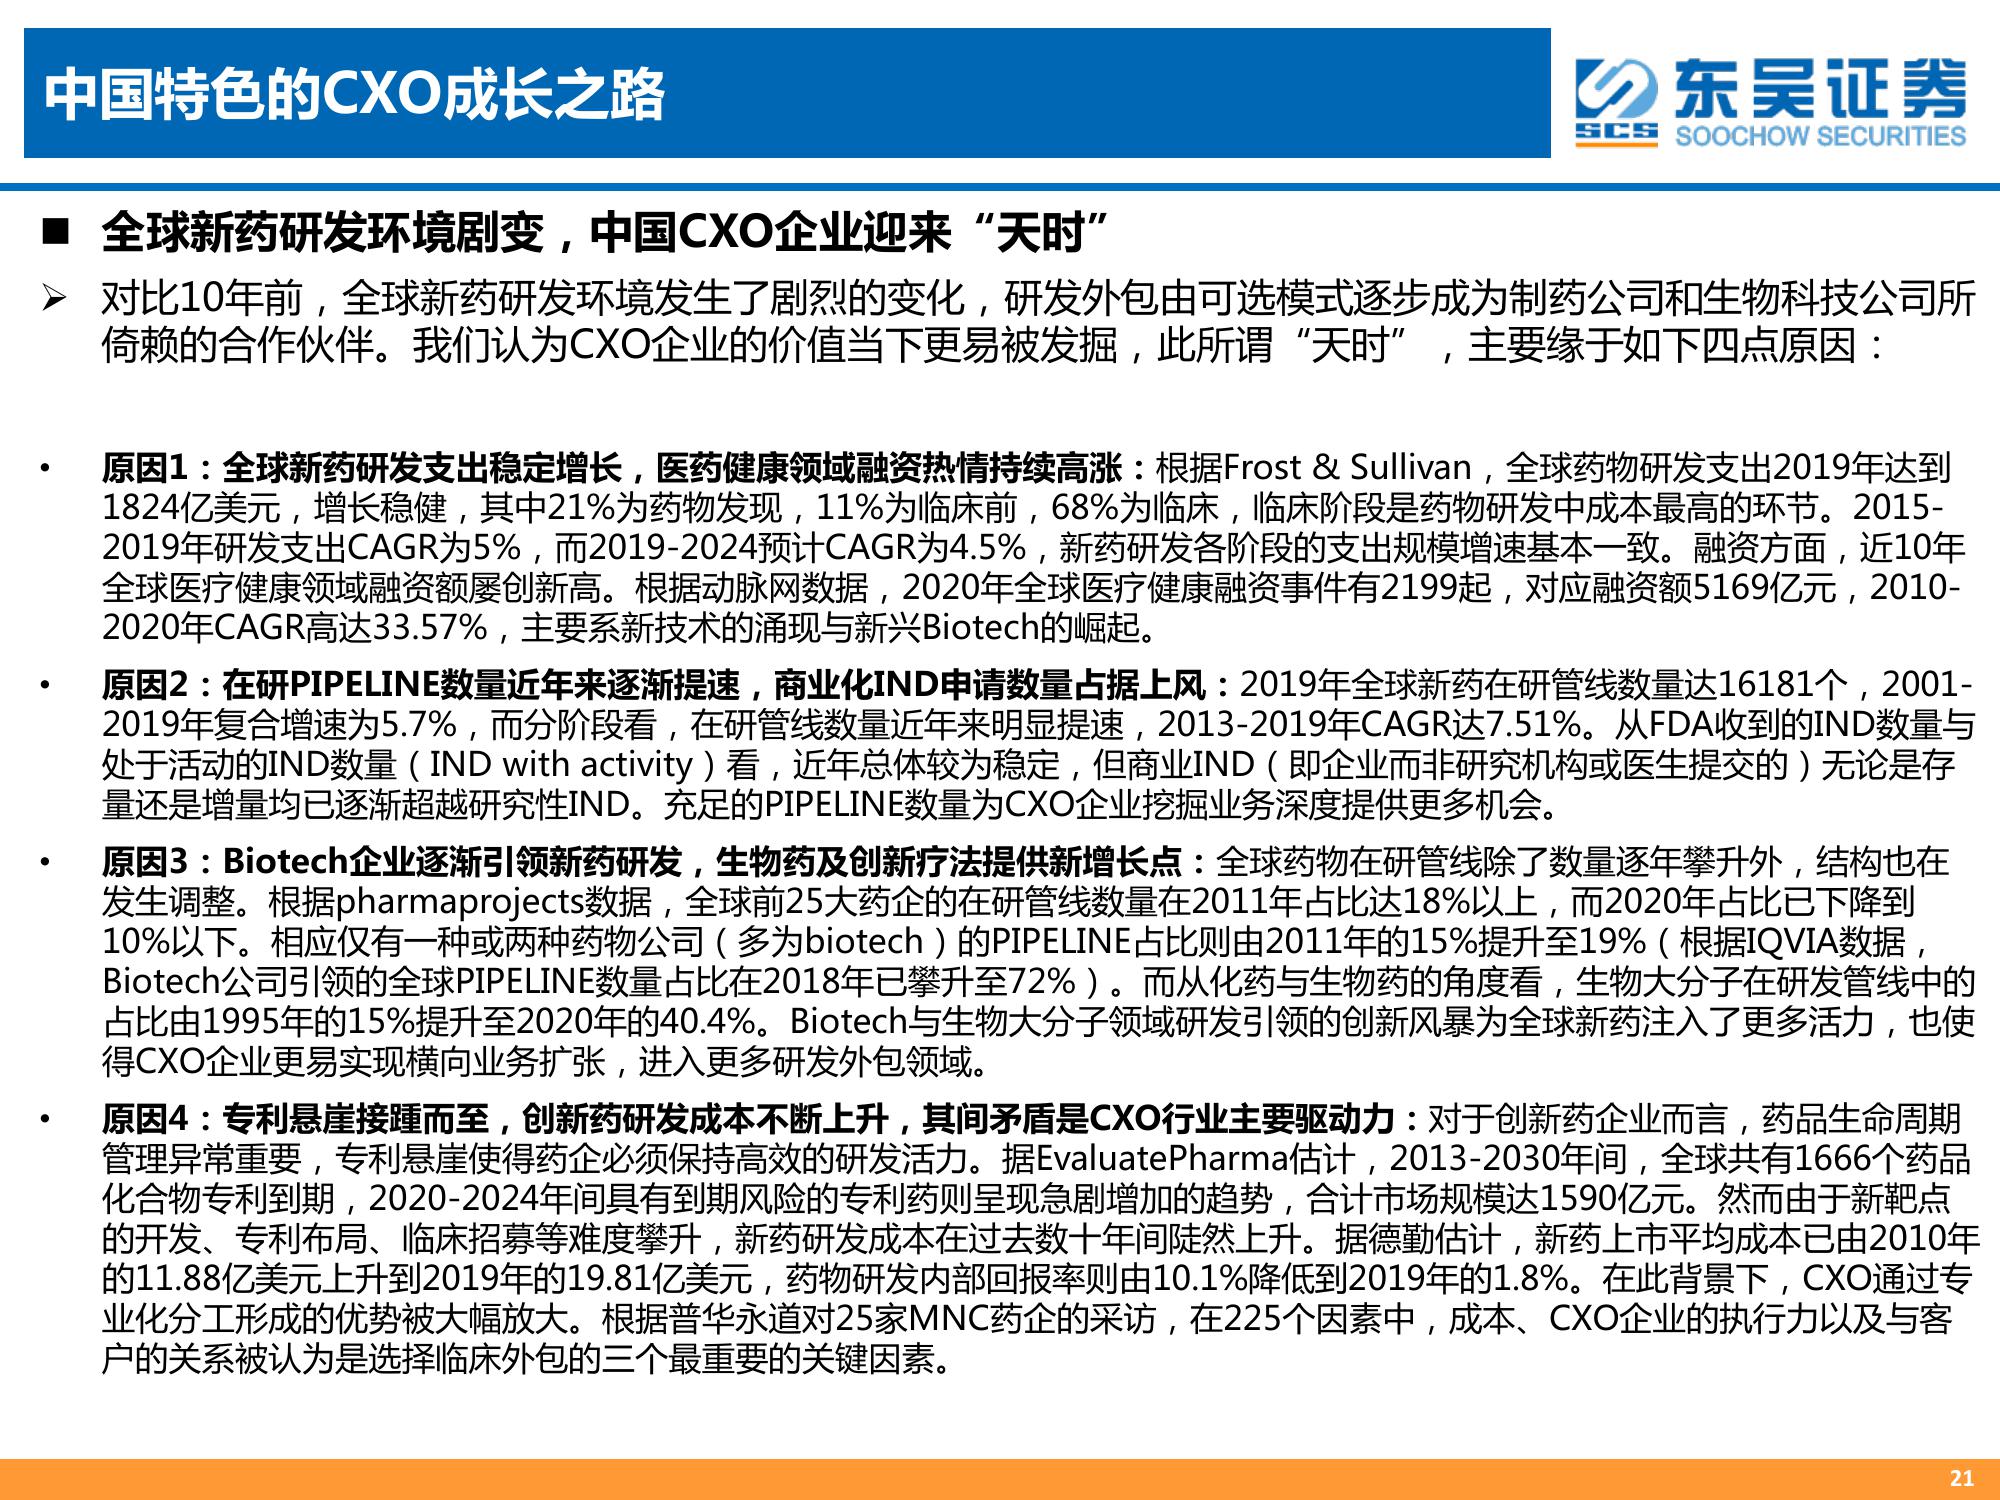 中国特色的CXO成长之路
SCS
东吴证券
SOOCHOW SECURITIES
■ 全球新药研发环境剧变，中国CXO企业迎来“天时”
➢ 对比10年前，全球新药研发环境发生了剧烈的变化，研发外包由可选模式逐步成为制药公司和生物科技公司所
倚赖的合作伙伴。我们认为CXO企业的价值当下更易被发掘，此所谓“天时”，主要缘于如下四点原因：
• 原因1：全球新药研发支出稳定增长，医药健康领域融资热情持续高涨：根据Frost & Sullivan，全球药物研发支出2019年达到
1824亿美元，增长稳健，其中21%为药物发现，11%为临床前，68%为临床，临床阶段是药物研发中成本最高的环节。2015-
2019年研发支出CAGR为5%，而2019-2024预计CAGR为4.5%，新药研发各阶段的支出规模增速基本一致。融资方面，近10年
全球医疗健康领域融资额屡创新高。根据动脉网数据，2020年全球医疗健康融资事件有2199起，对应融资额5169亿元，2010-
2020年CAGR高达33.57%，主要系新技术的涌现与新兴Biotech的崛起。
• 原因2：在研PIPELINE数量近年来逐渐提速，商业化IND申请数量占据上风：2019年全球新药在研管线数量达16181个，2001-
2019年复合增速为5.7%，而分阶段看，在研管线数量近年来明显提速，2013-2019年CAGR达7.51%。从FDA收到的IND数量与
处于活动的IND数量（IND with activity）看，近年总体较为稳定，但商业IND（即企业而非研究机构或医生提交的）无论是存
量还是增量均已逐渐超越研究性IND。充足的PIPELINE数量为CXO企业挖掘业务深度提供更多机会。
• 原因3：Biotech企业逐渐引领新药研发，生物药及创新疗法提供新增长点：全球药物在研管线除了数量逐年攀升外，结构也在
发生调整。根据pharmaprojects数据，全球前25大药企的在研管线数量在2011年占比达18%以上，而2020年占比已下降到
10%以下。相应仅有一种或两种药物公司（多为biotech）的PIPELINE占比则由2011年的15%提升至19%（根据IQVIA数据，
Biotech公司引领的全球PIPELINE数量占比在2018年已攀升至72%）。而从化药与生物药的角度看，生物大分子在研发管线中的
占比由1995年的15%提升至2020年的40.4%。Biotech与生物大分子领域研发引领的创新风暴为全球新药注入了更多活力，也使
得CXO企业更易实现横向业务扩张，进入更多研发外包领域。
• 原因4：专利悬崖接踵而至，创新药研发成本不断上升，其间矛盾是CXO行业主要驱动力：对于创新药企业而言，药品生命周期
管理异常重要，专利悬崖使得药企必须保持高效的研发活力。据EvaluatePharma估计，2013-2030年间，全球共有1666个药品
化合物专利到期，2020-2024年间具有到期风险的专利药则呈现急剧增加的趋势，合计市场规模达1590亿元。然而由于新靶点
的开发、专利布局、临床招募等难度攀升，新药研发成本在过去数十年间陡然上升。据德勤估计，新药上市平均成本已由2010年
的11.88亿美元上升到2019年的19.81亿美元，药物研发内部回报率则由10.1%降低到2019年的1.8%。在此背景下，CXO通过专
业化分工形成的优势被大幅放大。根据普华永道对25家MNC药企的采访，在225个因素中，成本、CXO企业的执行力以及与客
户的关系被认为是选择临床外包的三个最重要的关键因素。
21